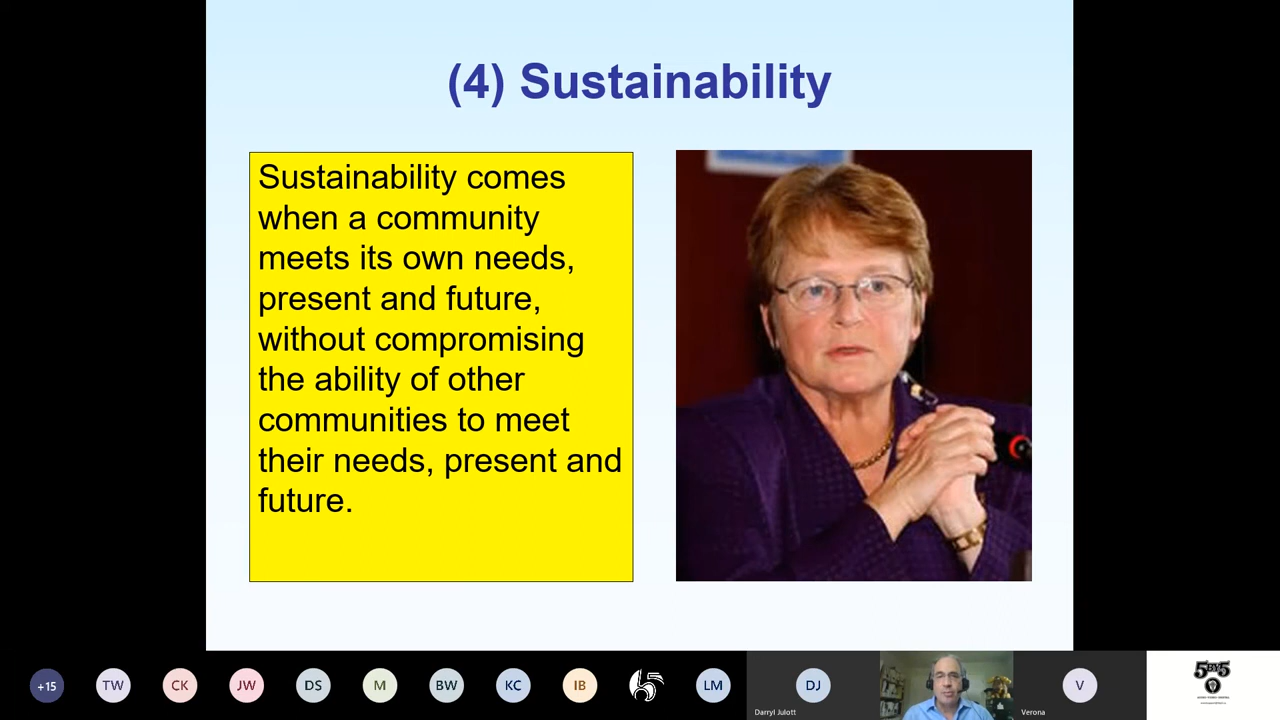 (4) Sustainability
Sustainability comes
when a community
meets its own needs,
present and future,
without compromising
the ability of other
communities to meet
their needs, present and
future.
+15
TW
CK
JW
DS
M
BW
KC
IB
LM
DJ
V
Darryl Julott
Verona
5BY5